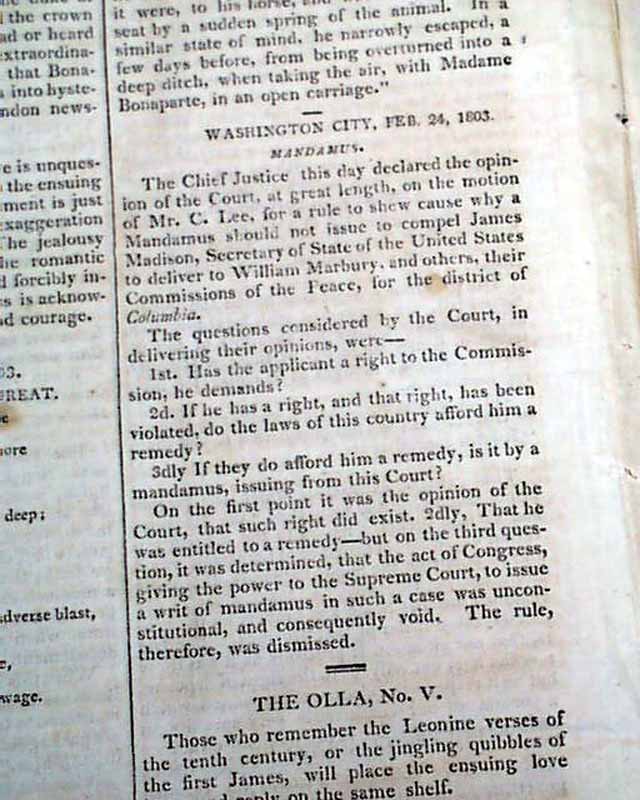 the crown
ad or heard
extraordina-
that Bona-
into hyste-
ndon news-
e is unques-
the ensuing
ment is just
exaggeration
he jealousy
he romantic
d forcibly in-
s is acknow-
nd courage.
03.
REAT.
ore
deep;
dverse blast,
e,
wage.
it were, to his horse, and
seat by a sudden spring of the animal. In a
similar state of mind, he narrowly escaped, a
few days before, from being overturned into a
deep ditch, when taking the air, with Madame
Bonaparte, in an open carriage."
WASHINGTON CITY, FEB. 24, 1803.
MANDAMUS.
The Chief Justice this day declared the opin-
ion of the Court, at great length, on the motion
of Mr. C. Lee, for a rule to shew cause why a
Mandamus should not issue to compel James
Madison, Secretary of State of the United States
to deliver to William Marbury, and others, their
Commissions of the Peace, for the district of
Columbia.
The questions considered by the Court, in
delivering their opinions, were—
1st. Has the applicant a right to the Commis-
sion, he demands?
2d. If he has a right, and that right, has been
violated, do the laws of this country afford him a
remedy?
3dly If they do afford him a remedy, is it by a
mandamus, issuing from this Court?
On the first point it was the opinion of the
Court, that such right did exist. 2dly, That he
was entitled to a remedy—but on the third ques-
tion, it was determined, that the act of Congress,
giving the power to the Supreme Court, to issue
a writ of mandamus in such a case was uncon-
stitutional, and consequently void. The rule,
therefore, was dismissed.
THE OLLA, No. V.
Those who remember the Leonine verses of
the tenth century, or the jingling quibbles of
the first James, will place the ensuing love
reply on the same shelf.